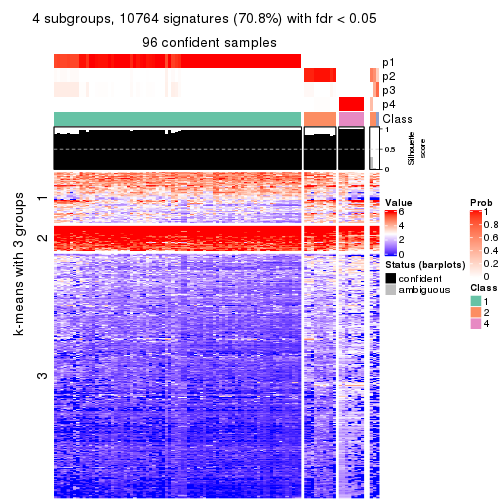 4 subgroups, 10764 signatures (70.8%) with fdr < 0.05
96 confident samples
p1
p2
p3
p4
Class
1
0.5
0
Silhouette
score
k-means with 3 groups
1
2
3
Value
6
4
2
0
Status (barplots)
confident
ambiguous
Prob
1
0.8
0.6
0.4
0.2
0
Class
1
2
4